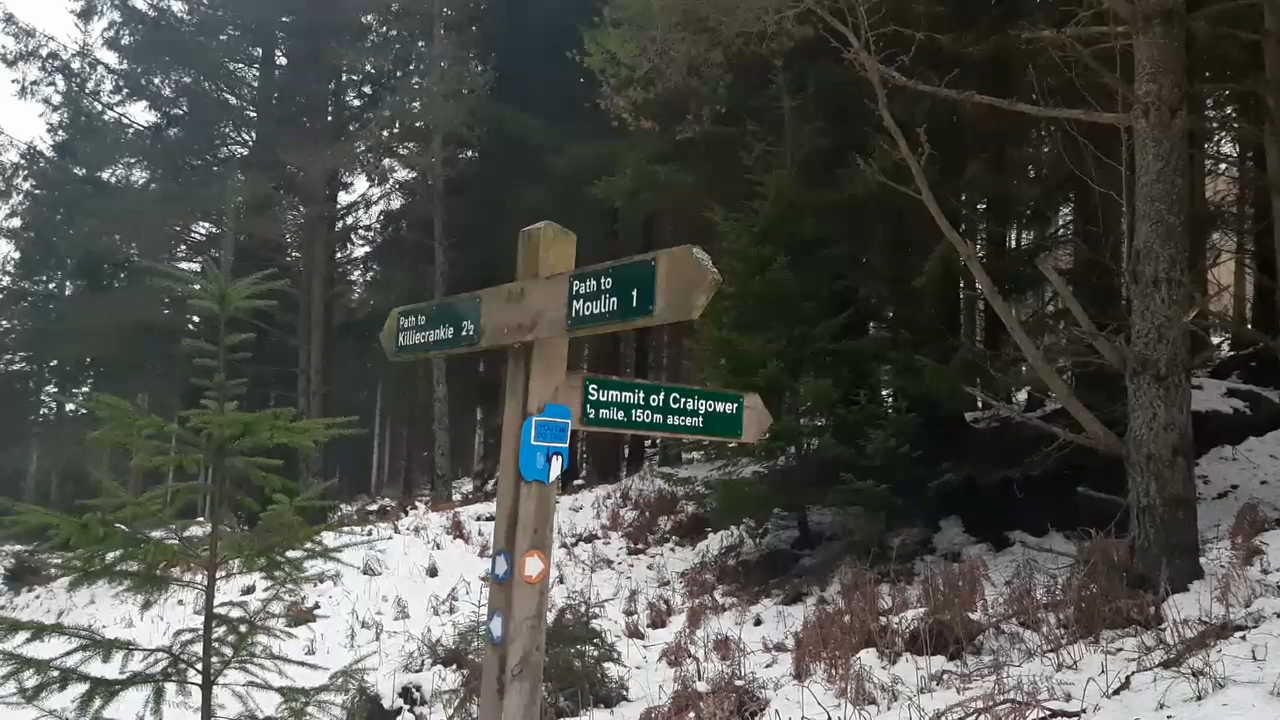 Path to
Killiecrankie 2½
Path to
Moulin 1
Summit of Craigower
½ mile, 150m ascent